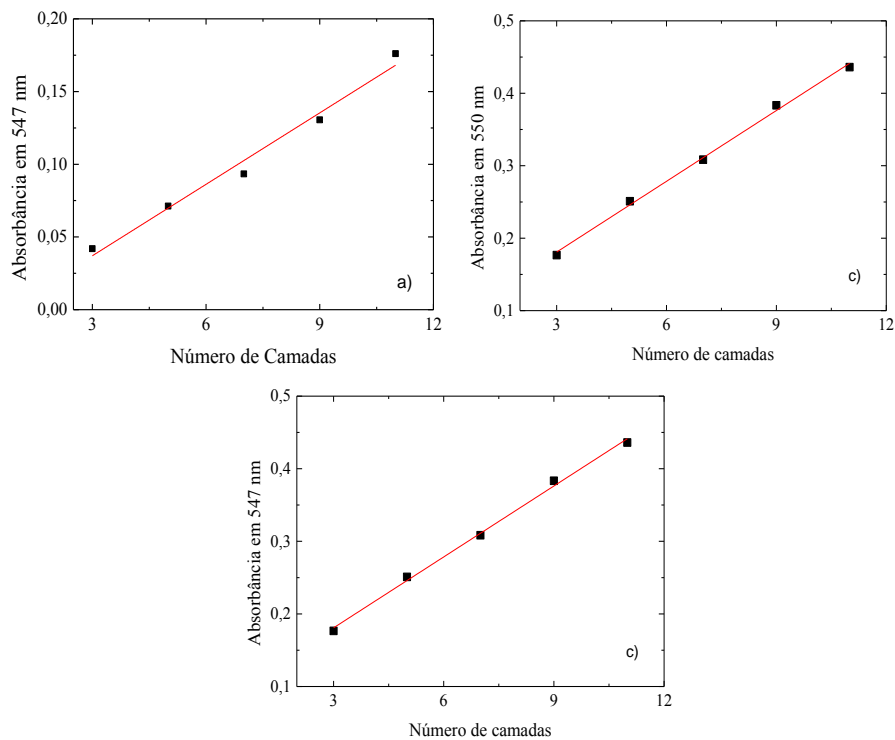 0,20
0,15
0,10
0,05
0,00
Absorbância em 547 nm
a)
3 6 9 12
Número de Camadas
0,5
0,4
0,3
0,2
0,1
Absorbância em 550 nm
c)
3 6 9 12
Número de camadas
0,5
0,4
0,3
0,2
0,1
Absorbância em 547 nm
c)
3 6 9 12
Número de camadas